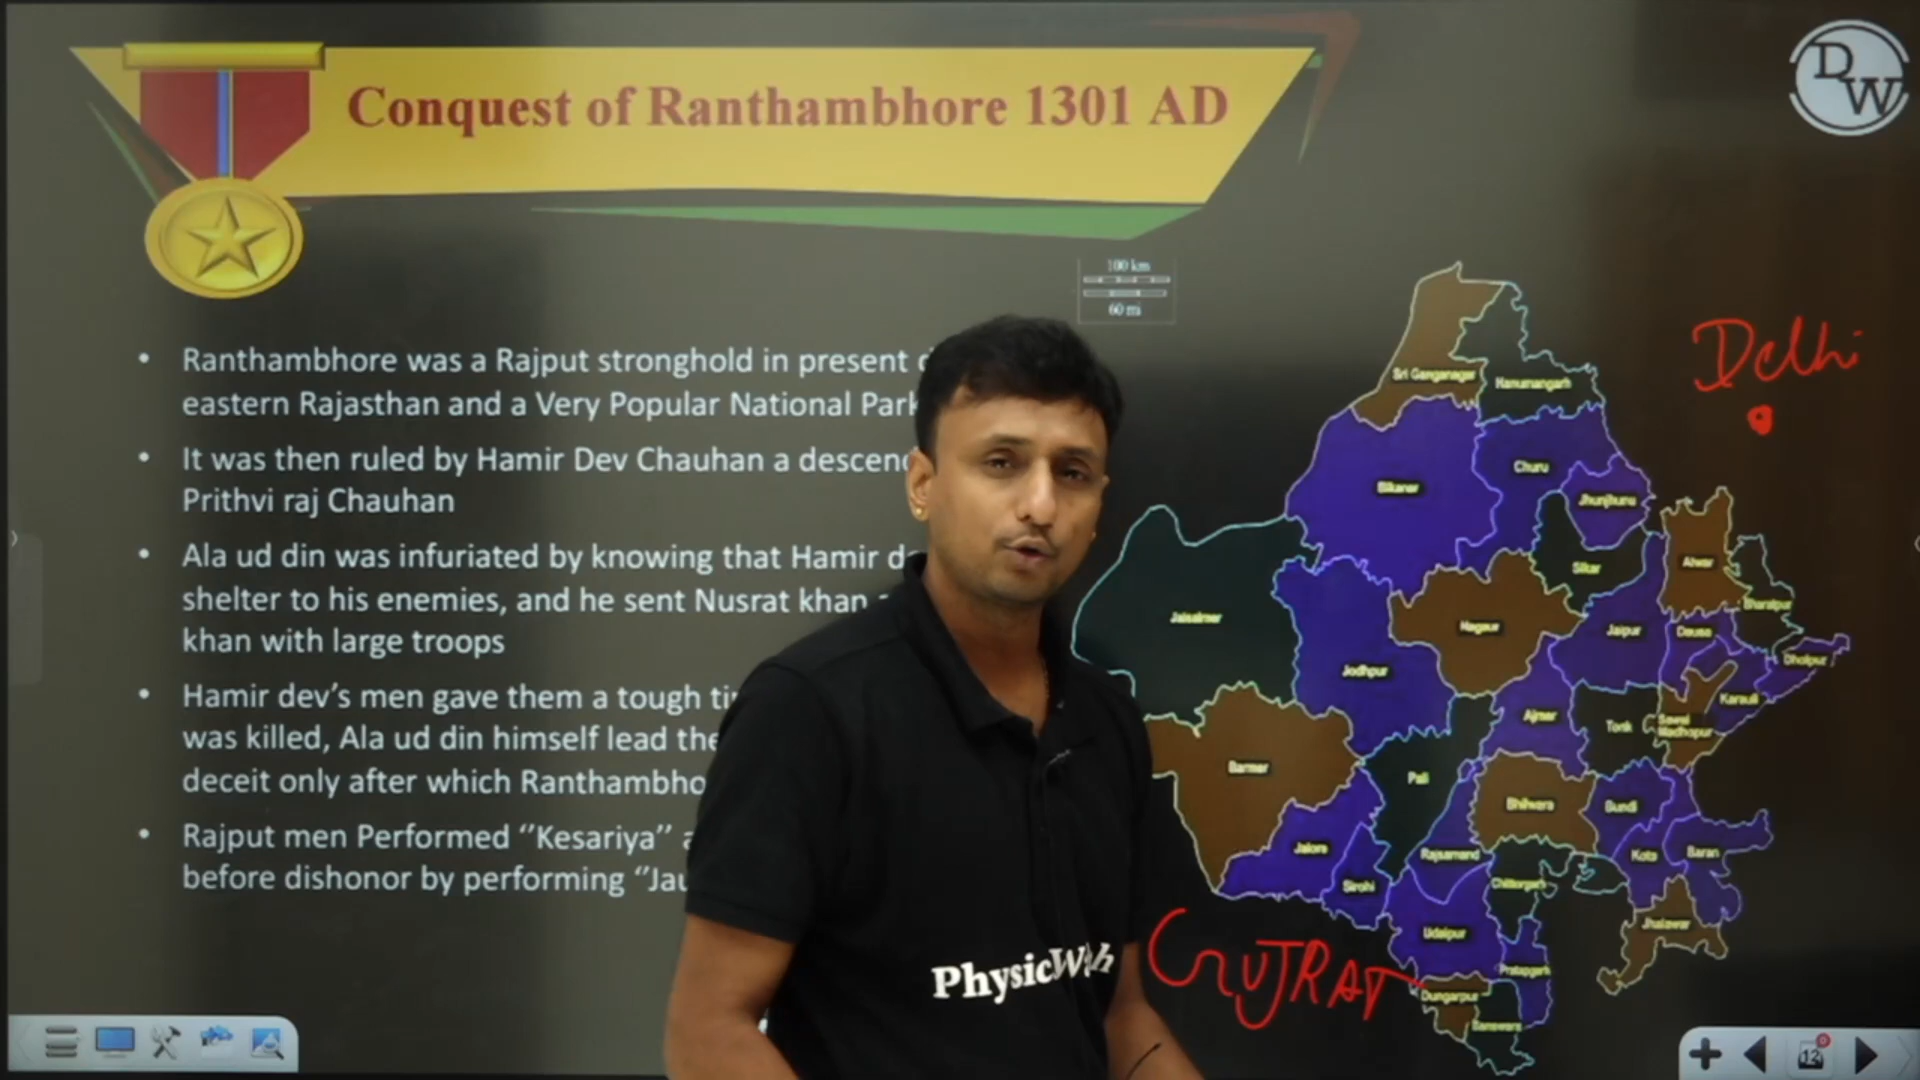 Conquest of Ranthambhore 1301 AD
DW
100 km
60 mi
Delhi
• Ranthambhore was a Rajput stronghold in present
eastern Rajasthan and a Very Popular National Park
• It was then ruled by Hamir Dev Chauhan a
Prithvi raj Chauhan
• Ala ud din was infuriated by knowing that Hamir
shelter to his enemies, and he sent Nusrat khan
khan with large troops
• Hamir dev’s men gave them a tough
was killed, Ala ud din himself lead the
deceit only after which
• Rajput men Performed ‘’Kesariya’’
before dishonor by performing
Sri Ganganagar
Hanumangarh
Churu
Bikaner
Jhunjhunu
Alwar
Sikar
Bharatpur
Jaisalmer
Nagaur
Jaipur
Dausa
Dholpur
Jodhpur
Karauli
Ajmer
Tonk
Sawai
Madhopur
Barmer
Pali
Bhilwara
Bundi
Jalore
Rajsamand
Kota
Baran
Sirohi
Chittorgarh
Udaipur
Jhalawar
Pratapgarh
GUJRAT
Dungarpur
Banswara
PhysicW
12